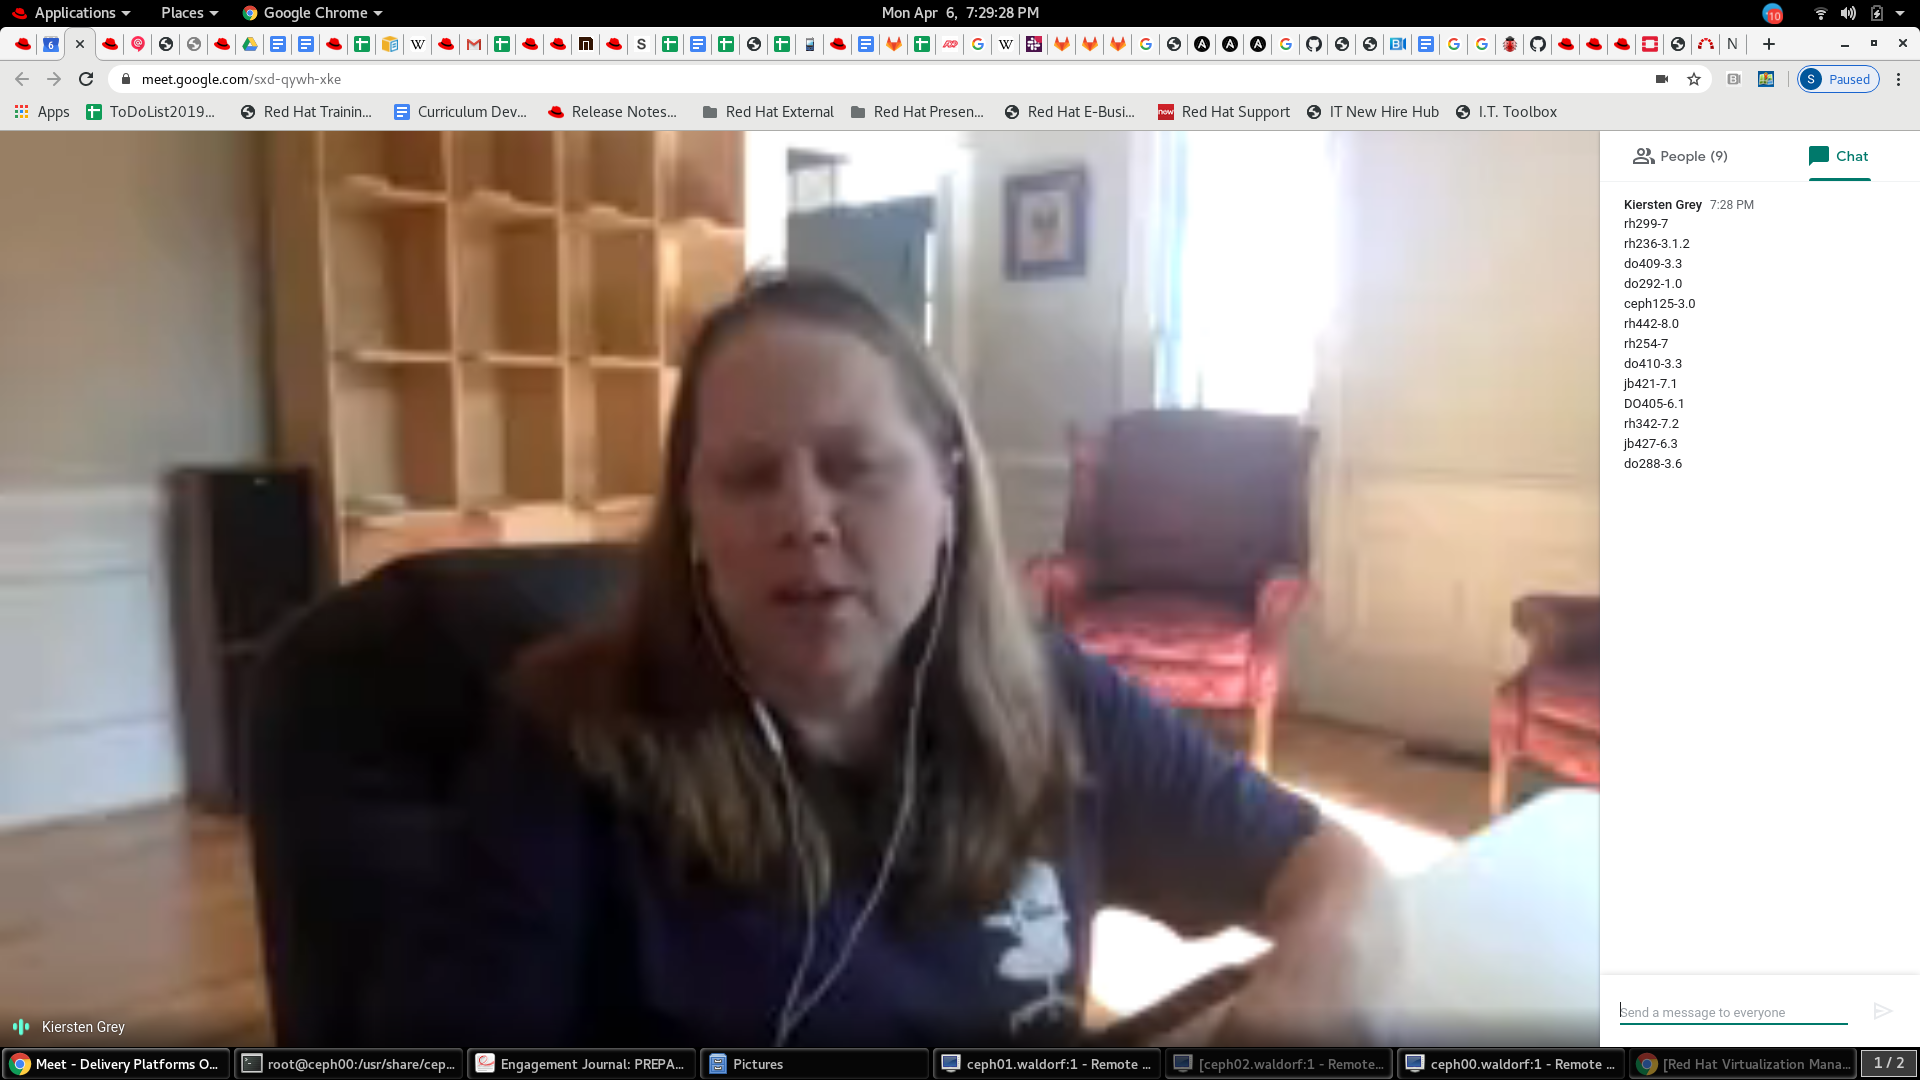 Applications Places Google Chrome Mon Apr 6, 7:29:28 PM 10
meet.google.com/sxd-qywh-xke S Paused
Apps ToDoList2019... Red Hat Trainin... Curriculum Dev... Release Notes... Red Hat External Red Hat Presen... Red Hat E-Busi... now Red Hat Support IT New Hire Hub I.T. Toolbox
People (9) Chat
Kiersten Grey 7:28 PM
rh299-7
rh236-3.1.2
do409-3.3
do292-1.0
ceph125-3.0
rh442-8.0
rh254-7
do410-3.3
jb421-7.1
DO405-6.1
rh342-7.2
jb427-6.3
do288-3.6
Send a message to everyone
Kiersten Grey
Meet - Delivery Platforms O... root@ceph00:/usr/share/cep... Engagement Journal: PREPA... Pictures ceph01.waldorf:1 - Remote ... [ceph02.waldorf:1 - Remote... ceph00.waldorf:1 - Remote ... [Red Hat Virtualization Mana... 1 / 2